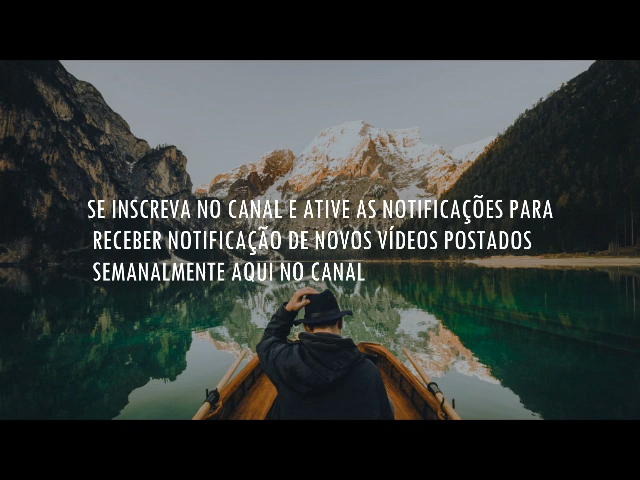 SE INSCREVA NO CANAL E ATIVE AS NOTIFICAÇÕES PARA
RECEBER NOTIFICAÇÃO DE NOVOS VÍDEOS POSTADOS
SEMANALMENTE AQUI NO CANAL